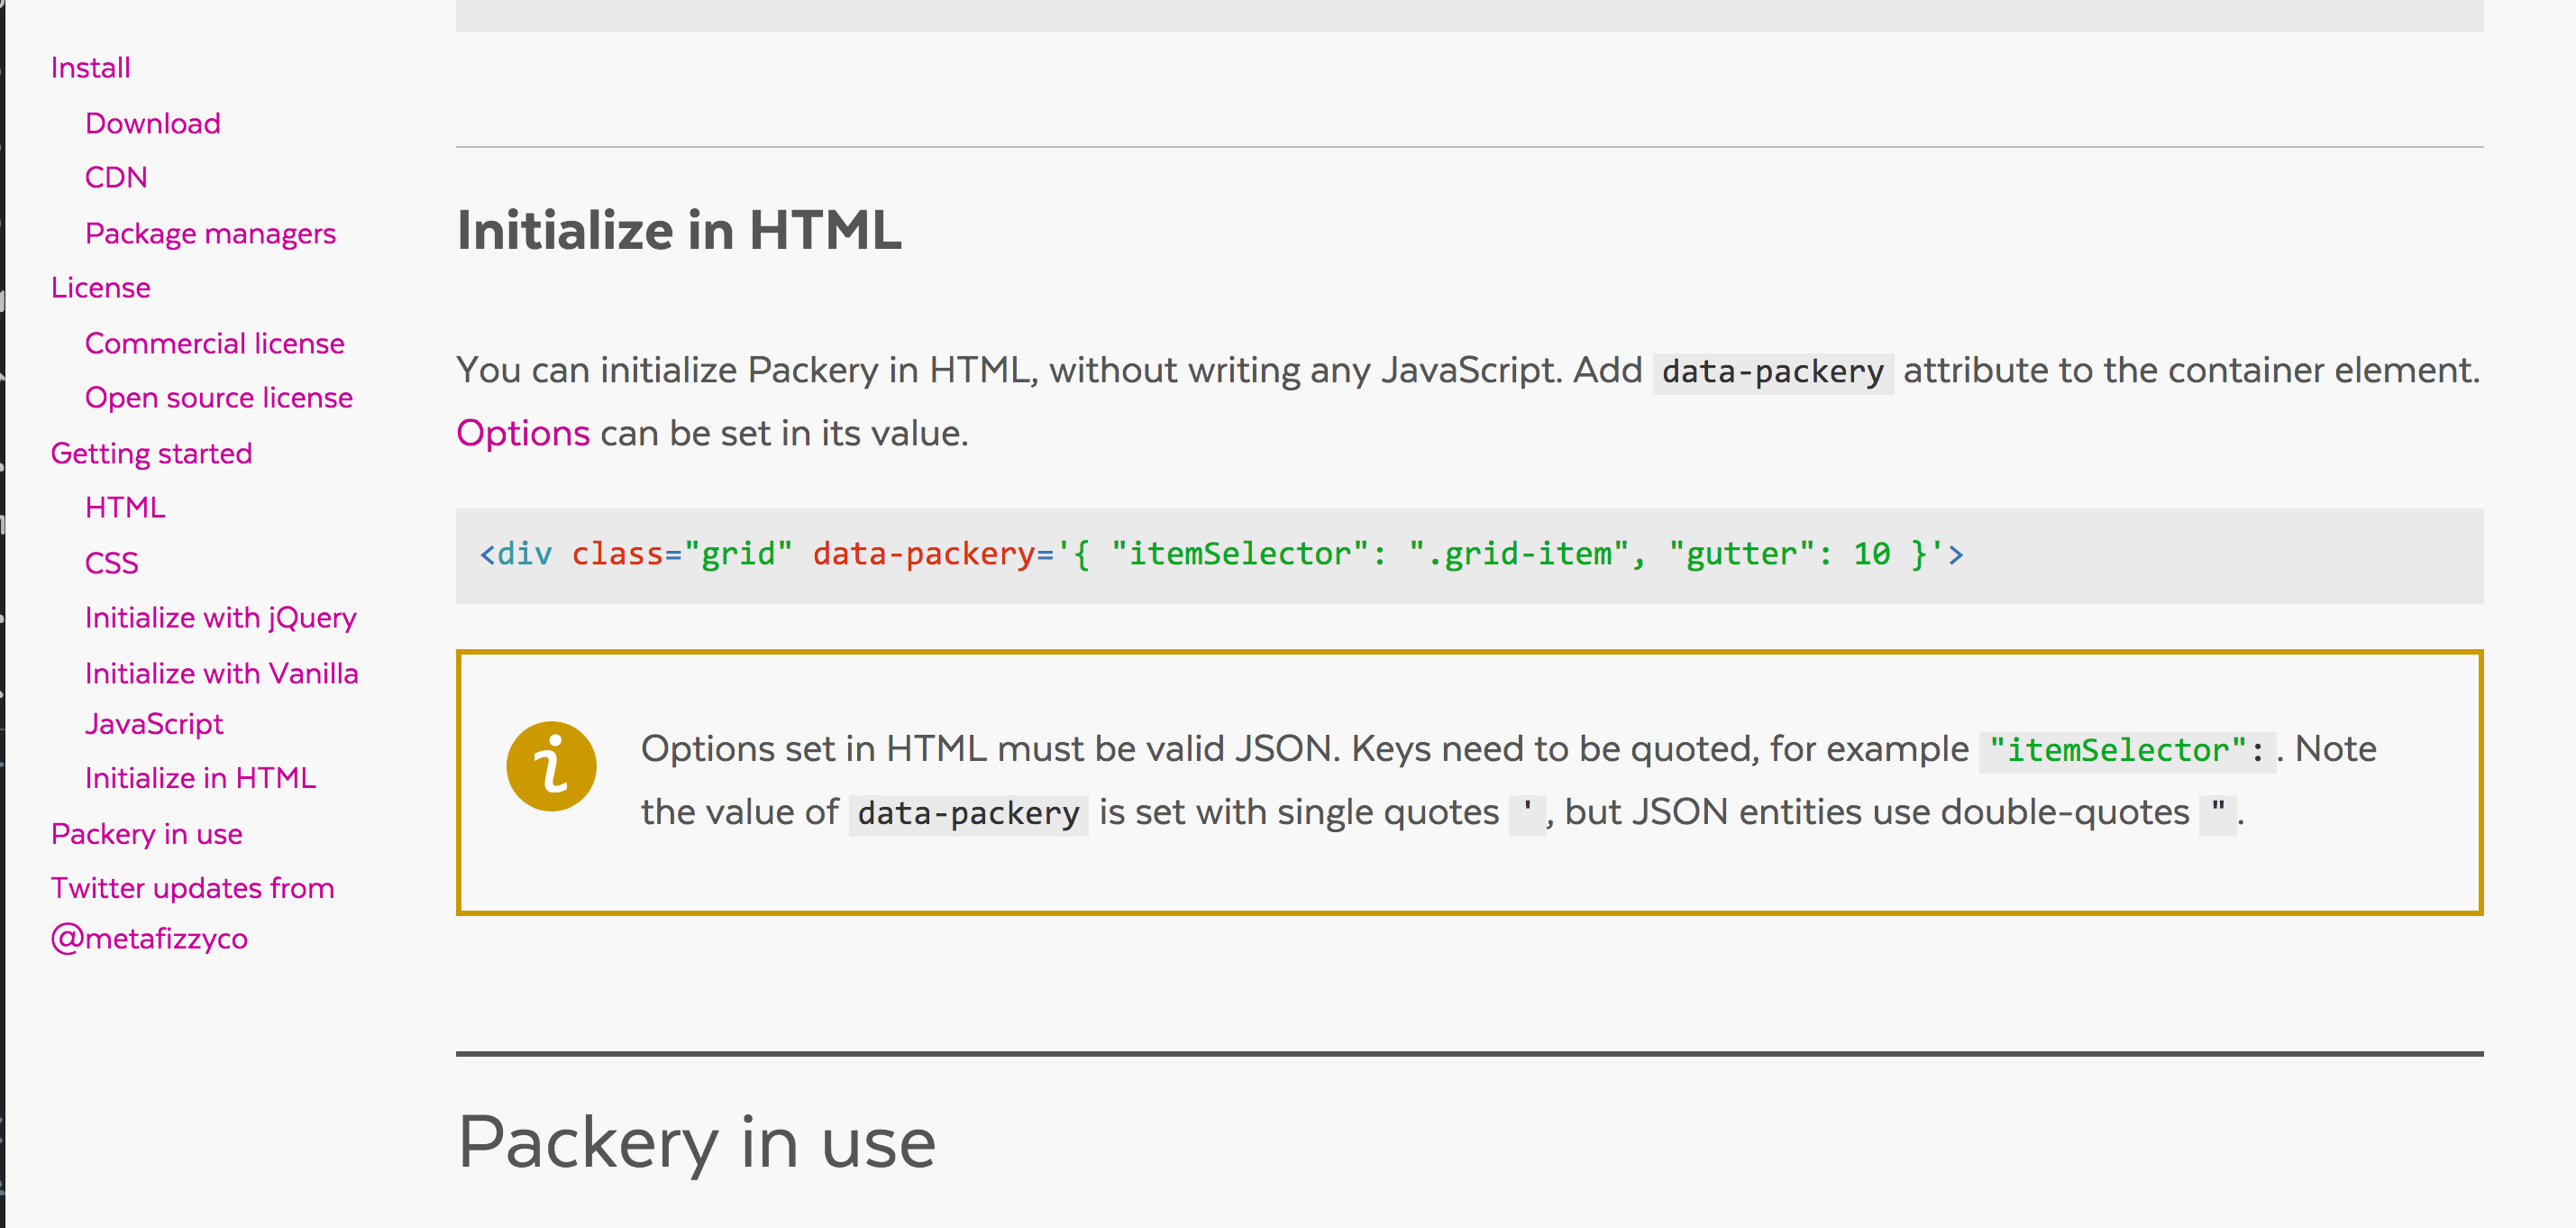 Install
Download
CDN
Package managers
License
Commercial license
Open source license
Getting started
HTML
CSS
Initialize with jQuery
Initialize with Vanilla
JavaScript
Initialize in HTML
Packery in use
Twitter updates from
@metafizzyco
Initialize in HTML
You can initialize Packery in HTML, without writing any JavaScript. Add data-packery attribute to the container element.
Options can be set in its value.
<div class="grid" data-packery='{ "itemSelector": ".grid-item", "gutter": 10 }'>
i
Options set in HTML must be valid JSON. Keys need to be quoted, for example "itemSelector": . Note
the value of data-packery is set with single quotes ' , but JSON entities use double-quotes " .
Packery in use